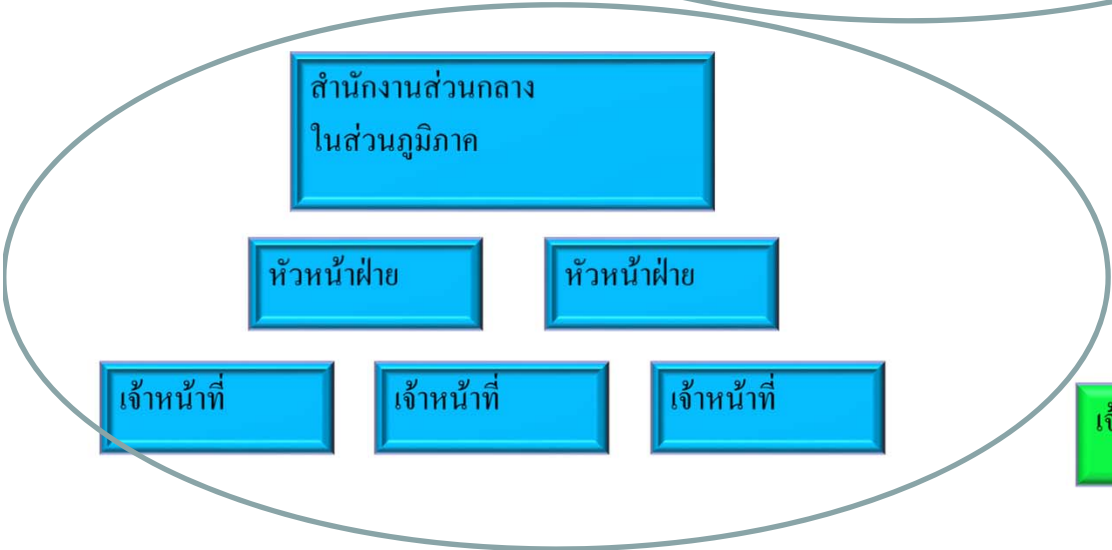 สำนักงานส่วนกลาง
ในส่วนภูมิภาค
หัวหน้าฝ่าย
หัวหน้าฝ่าย
เจ้าหน้าที่
เจ้าหน้าที่
เจ้าหน้าที่